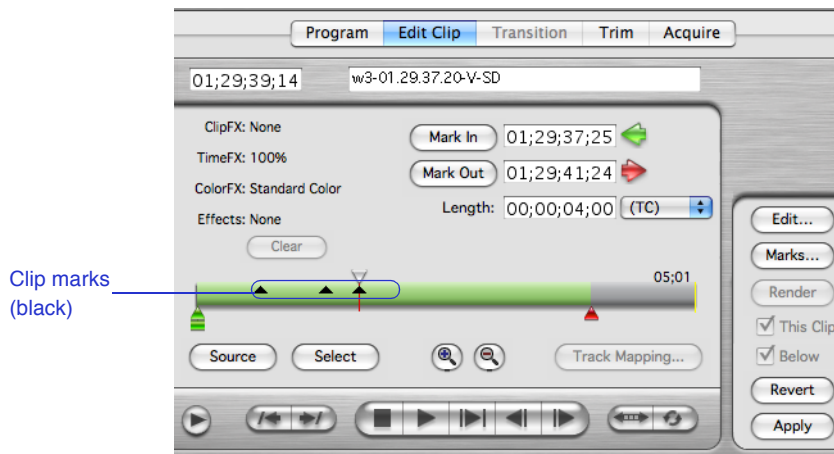 Program Edit Clip Transition Trim Acquire
01;29;39;14 w3-01.29.37.20-V-SD
ClipFX: None
TimeFX: 100%
ColorFX: Standard Color
Effects: None
Clear
Mark In 01;29;37;25
Mark Out 01;29;41;24
Length: 00;00;04;00 (TC)
Clip marks
(black)
05;01
Source Select Track Mapping...
Edit...
Marks...
Render
This Clip
Below
Revert
Apply